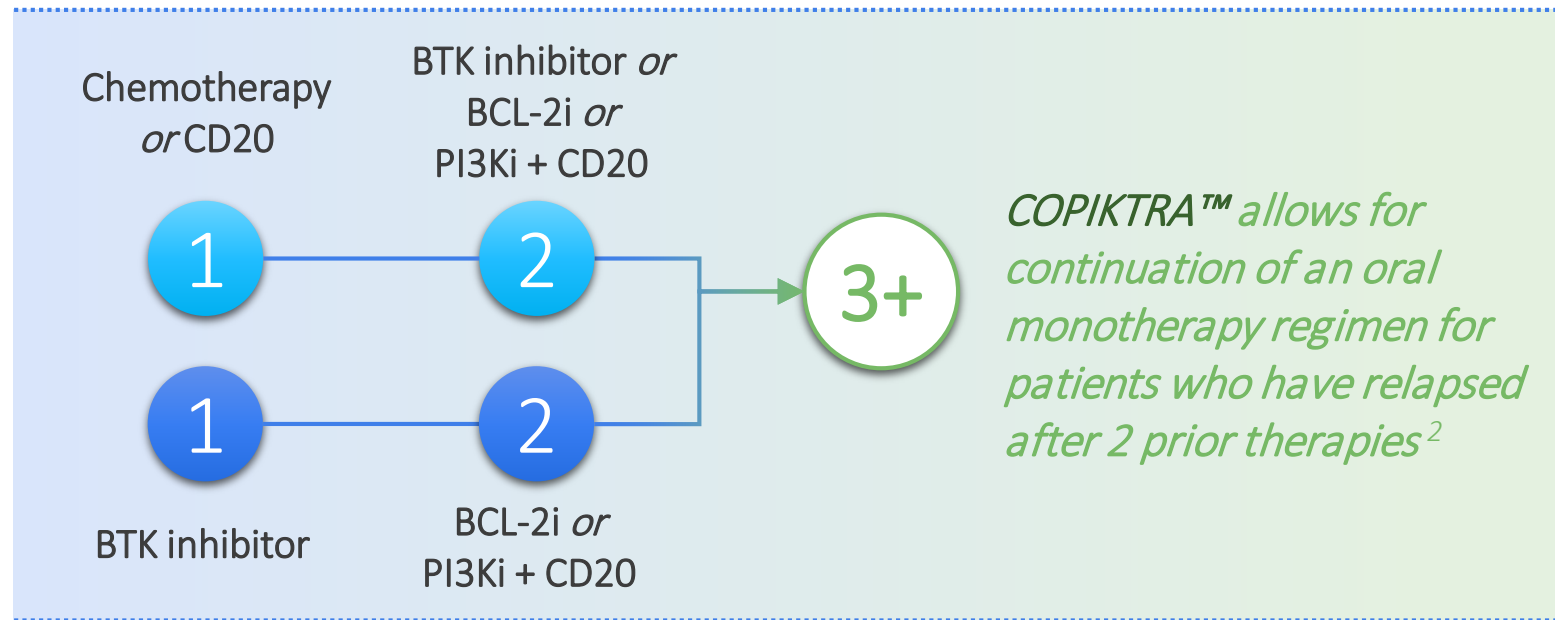 Chemotherapy
or CD20
BTK inhibitor or
BCL-2i or
PI3Ki + CD20
1
2
3+
1
2
BTK inhibitor
BCL-2i or
PI3Ki + CD20
COPIKTRA™ allows for
continuation of an oral
monotherapy regimen for
patients who have relapsed
after 2 prior therapies 2